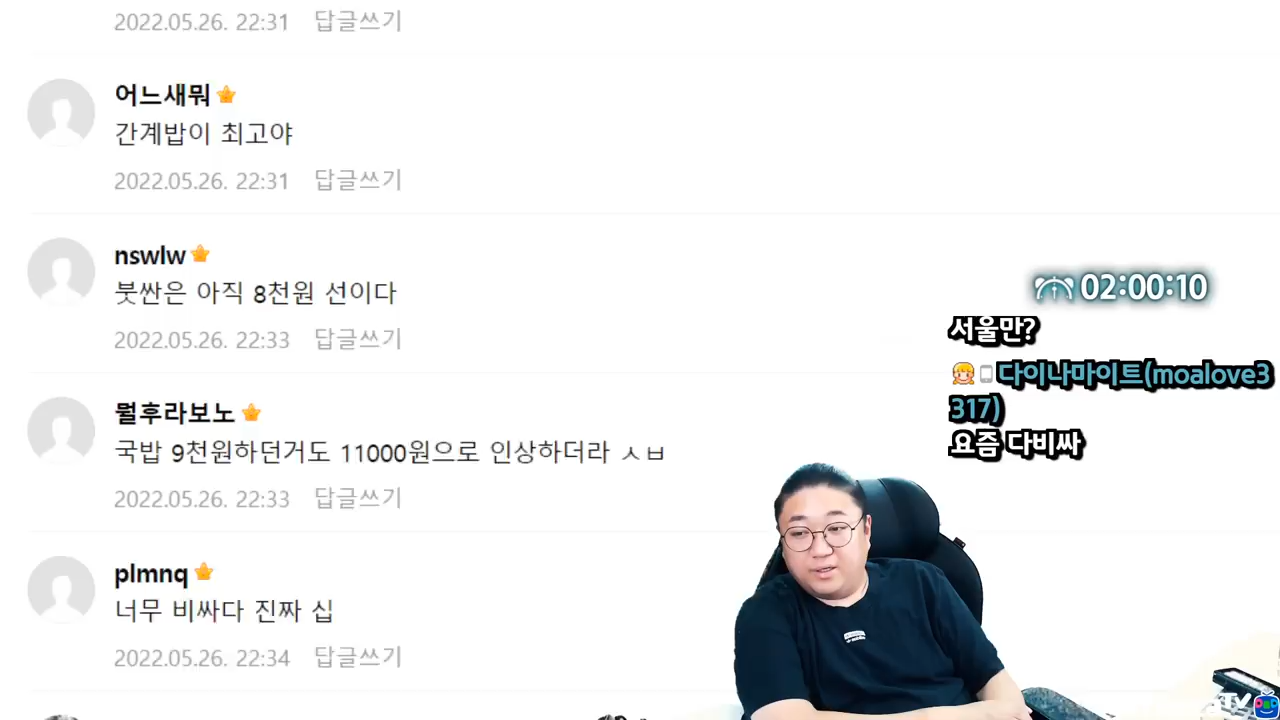 2022.05.26. 22:31 답글쓰기
어느새뭐
간계밥이 최고야
2022.05.26. 22:31 답글쓰기
nswlw
붓싼은 아직 8천원 선이다
2022.05.26. 22:33 답글쓰기
뭘후라보노
국밥 9천원하던거도 11000원으로 인상하더라 ㅅㅂ
2022.05.26. 22:33 답글쓰기
plmnq
너무 비싸다 진짜 십
2022.05.26. 22:34 답글쓰기
02:00:10
서울만?
다이나마이트(moalove3
317)
요즘 다비싸
TV